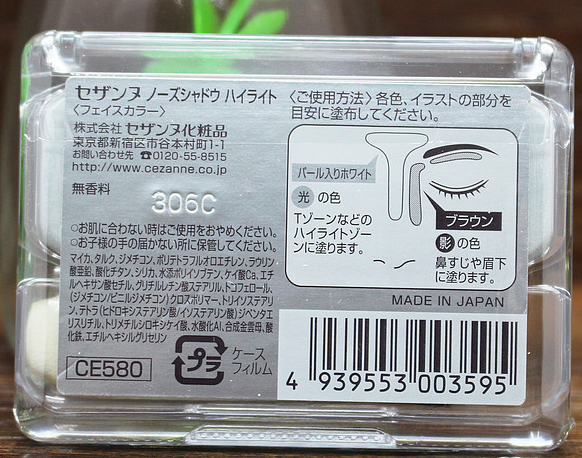 セザンヌ ノーズシャドウ ハイライト
〈フェイスカラー〉
株式会社 セザンヌ化粧品
東京都新宿区市谷本村町1-1
お問い合わせ先 ☎0120-55-8515
http://www.cezanne.co.jp
無香料
306C
○お肌に合わない時はご使用をおやめください。
○お子様の手の届かない所に保管してください。
マイカ、タルク、ジメチコン、ポリテトラフルオロエチレン、ラウリン
酸亜鉛、酸化チタン、シリカ、水添ポリイソブテン、ケイ酸Ca、エチ
ルヘキサン酸セチル、グリチルレチン酸ステアリル、トコフェロール、
(ジメチコン/ビニルジメチコン)クロスポリマー、トリイソステアリ
ン、テトラ(ヒドロキシステアリン酸/イソステアリン酸)ジペンタエ
リスリチル、トリメチルシロキシケイ酸、水酸化Al、合成金雲母、酸
化鉄、エチルヘキシルグリセリン
CE580
プラ
ケース
フィルム
〈ご使用方法〉各色、イラストの部分を
目安に塗布してください。
パール入りホワイト
光 の色
Tゾーンなどの
ハイライトゾー
ンに塗ります。
ブラウン
影 の色
鼻すじや眉下
に塗ります。
MADE IN JAPAN
4 939553 003595